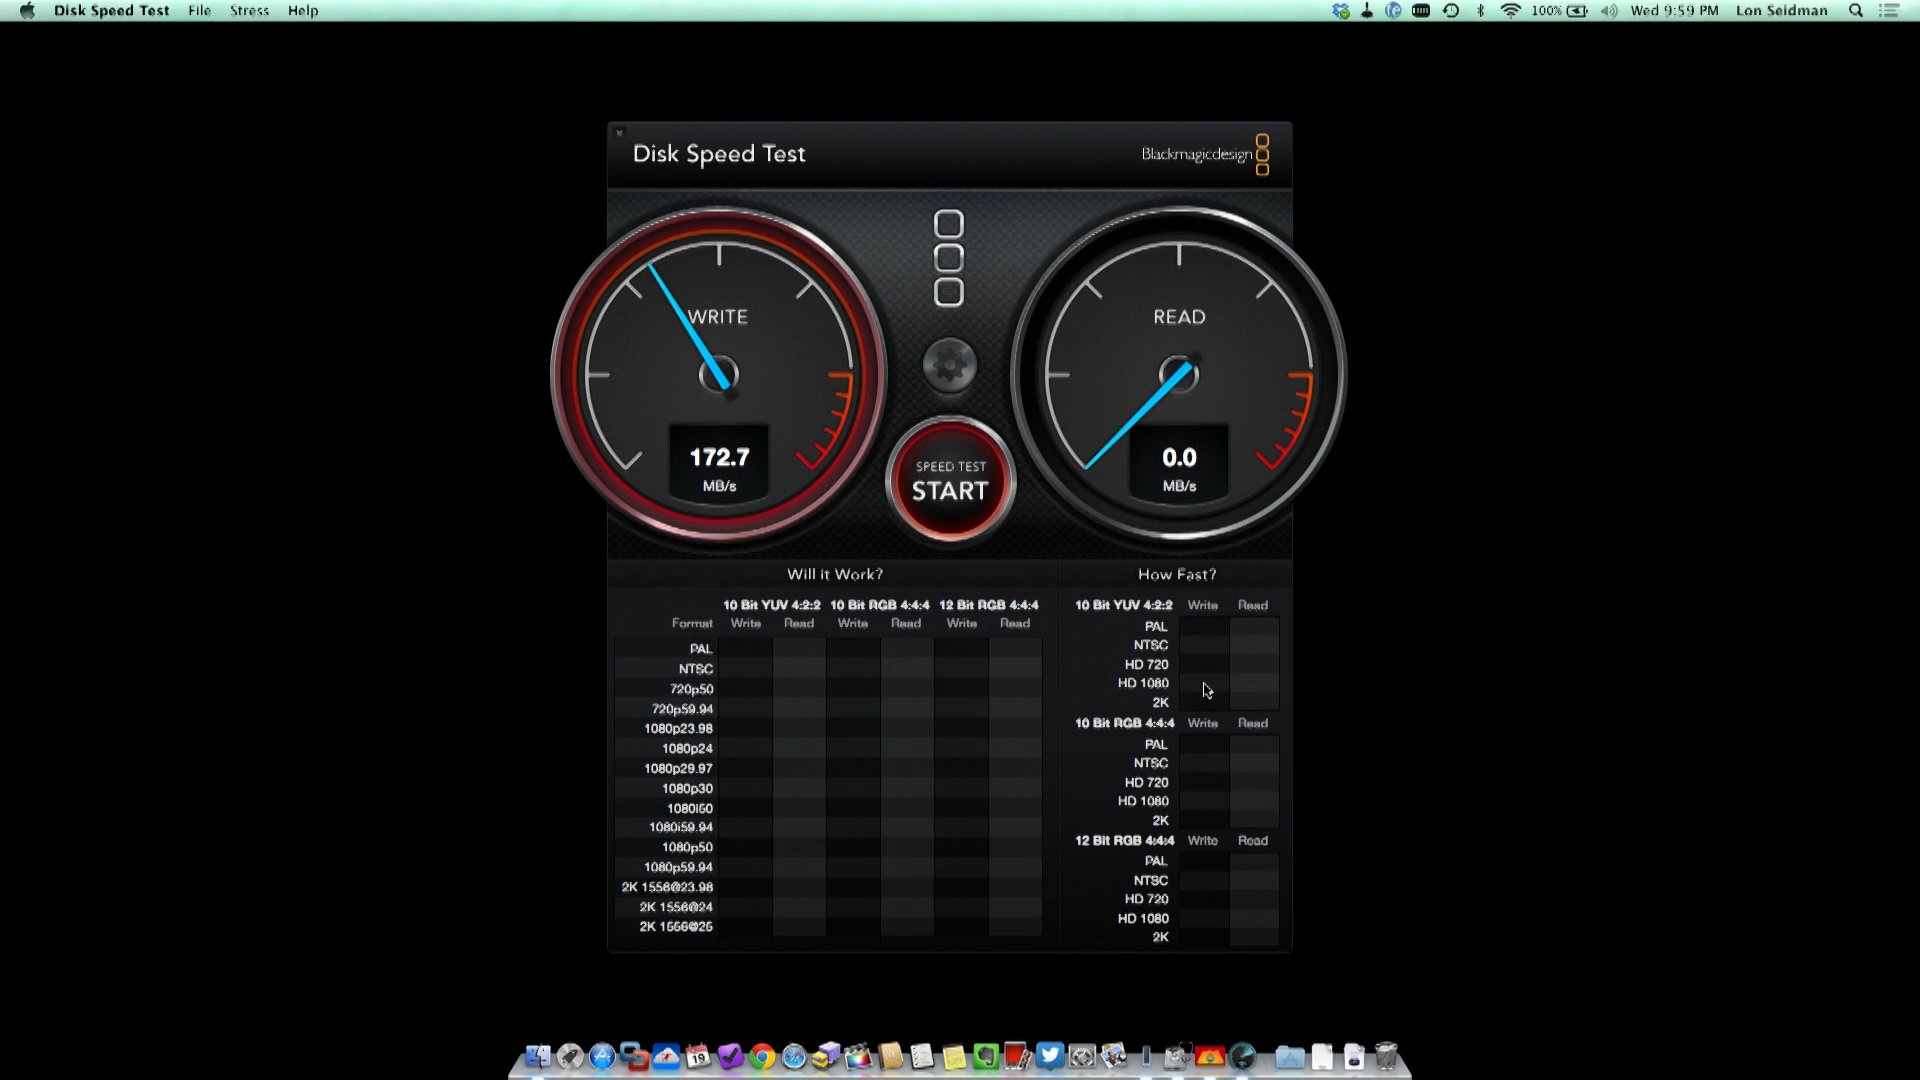 Disk Speed Test File Stress Help 100% Wed 9:59 PM Lon Seidman
Disk Speed Test
Blackmagicdesign
WRITE
172.7
MB/s
SPEED TEST
START
READ
0.0
MB/s
Will it Work?
10 Bit YUV 4:2:2 10 Bit RGB 4:4:4 12 Bit RGB 4:4:4
Format Write Read Write Read Write Read
PAL
NTSC
720p50
720p59.94
1080p23.98
1080p24
1080p29.97
1080p30
1080i50
1080i59.94
1080p50
1080p59.94
2K 1556@23.98
2K 1556@24
2K 1556@25
How Fast?
10 Bit YUV 4:2:2 Write Read
PAL
NTSC
HD 720
HD 1080
2K
10 Bit RGB 4:4:4 Write Read
PAL
NTSC
HD 720
HD 1080
2K
12 Bit RGB 4:4:4 Write Read
PAL
NTSC
HD 720
HD 1080
2K